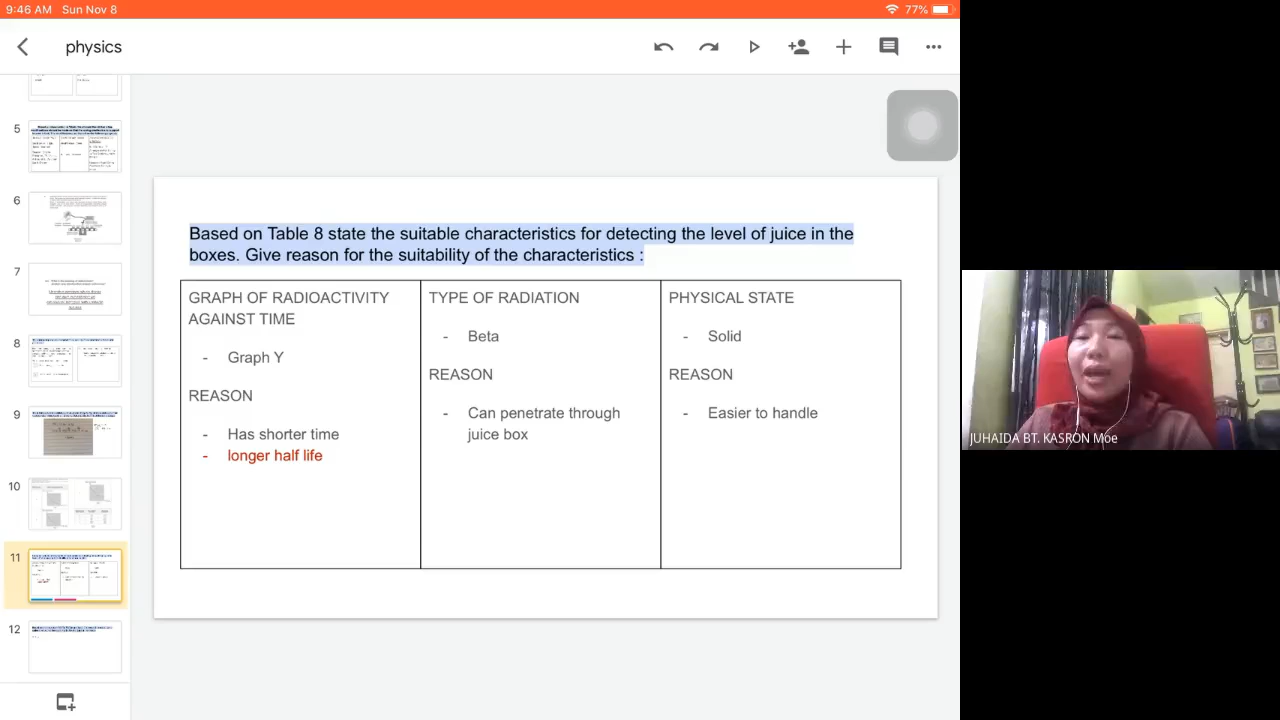 9:46 AM Sun Nov 8
77%
physics
5
6
7
8
9
10
11
12
Based on Table 8 state the suitable characteristics for detecting the level of juice in the
boxes. Give reason for the suitability of the characteristics :
GRAPH OF RADIOACTIVITY
AGAINST TIME
- Graph Y
REASON
- Has shorter time
- longer half life
TYPE OF RADIATION
- Beta
REASON
- Can penetrate through
juice box
PHYSICAL STATE
- Solid
REASON
- Easier to handle
JUHAIDA BT. KASRON Moe